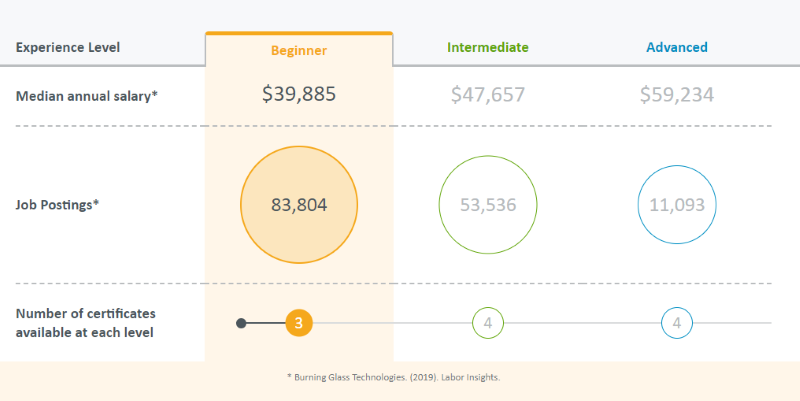 Experience Level
Beginner
Intermediate
Advanced
Median annual salary*
$39,885
$47,657
$59,234
Job Postings*
83,804
53,536
11,093
Number of certificates
available at each level
3
4
4
* Burning Glass Technologies. (2019). Labor Insights.